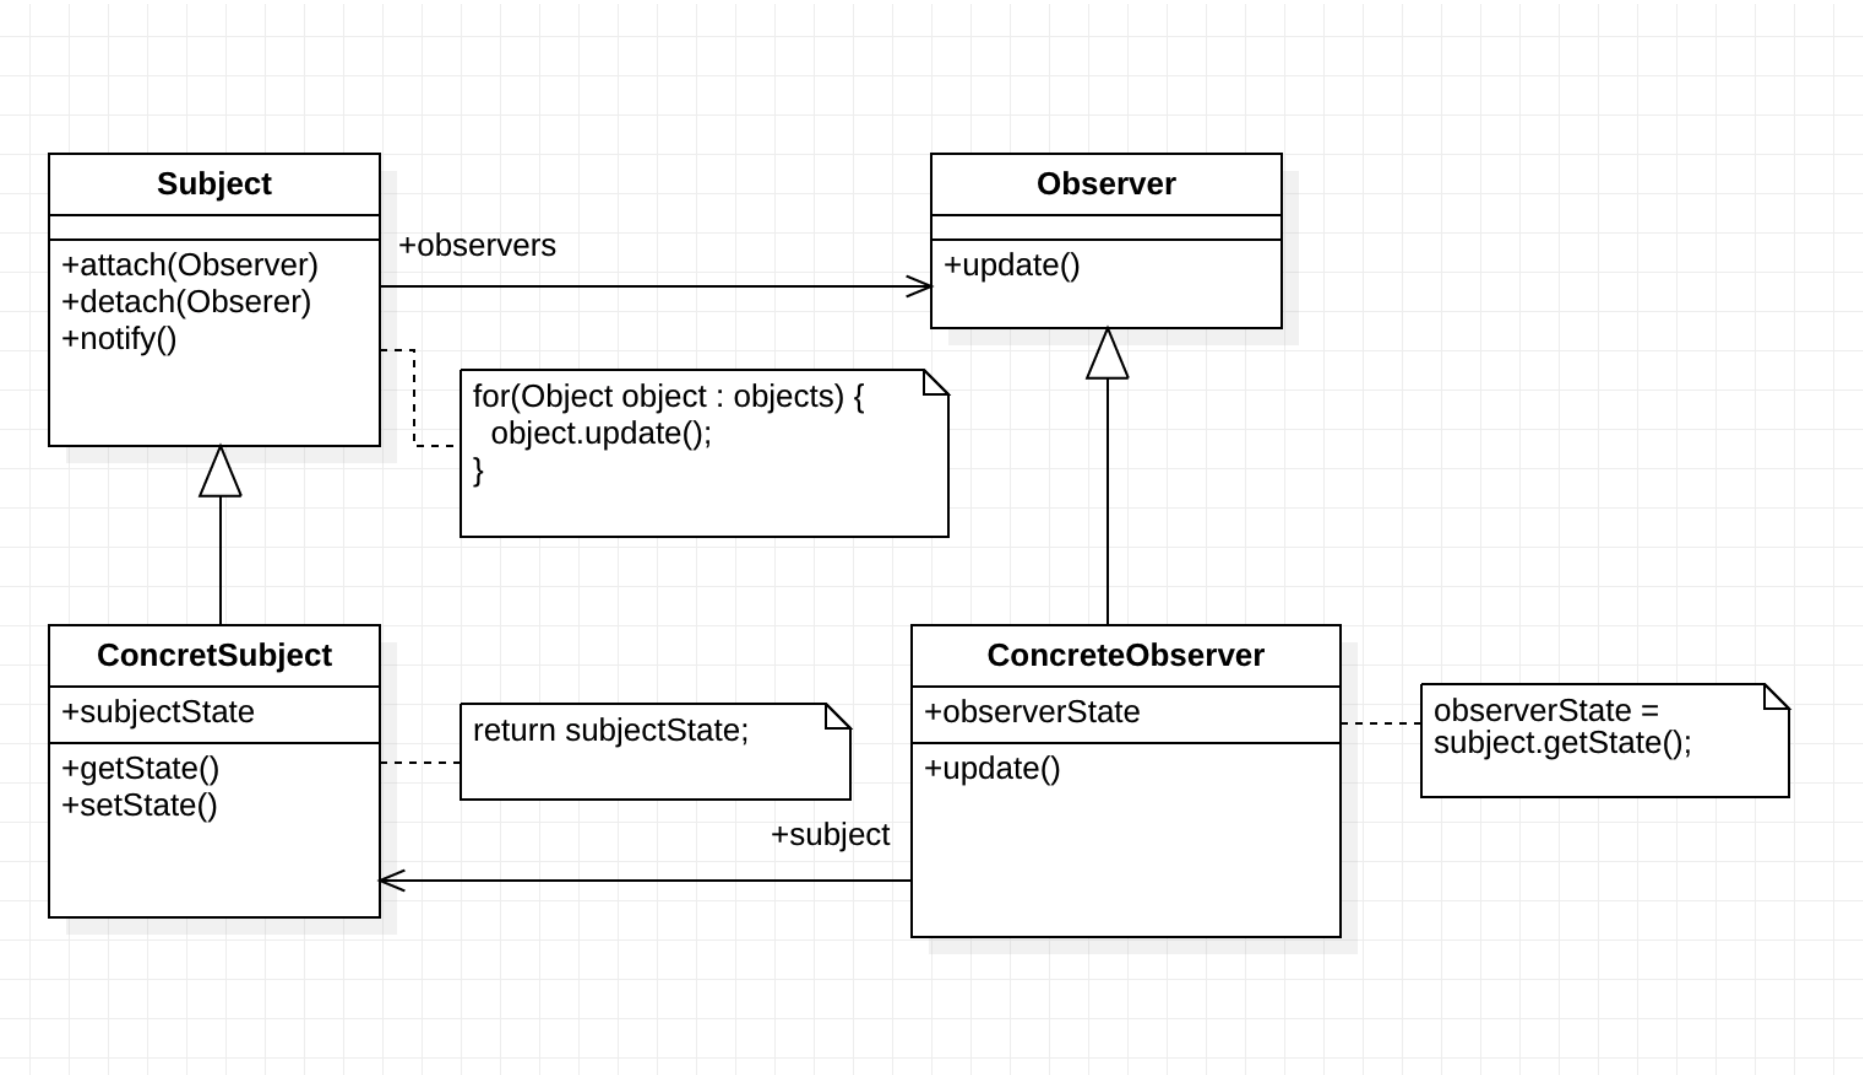 Subject
+attach(Observer)
+detach(Obserer)
+notify()
+observers
Observer
+update()
for(Object object : objects) {
object.update();
}
ConcretSubject
+subjectState
+getState()
+setState()
return subjectState;
+subject
ConcreteObserver
+observerState
+update()
observerState =
subject.getState();